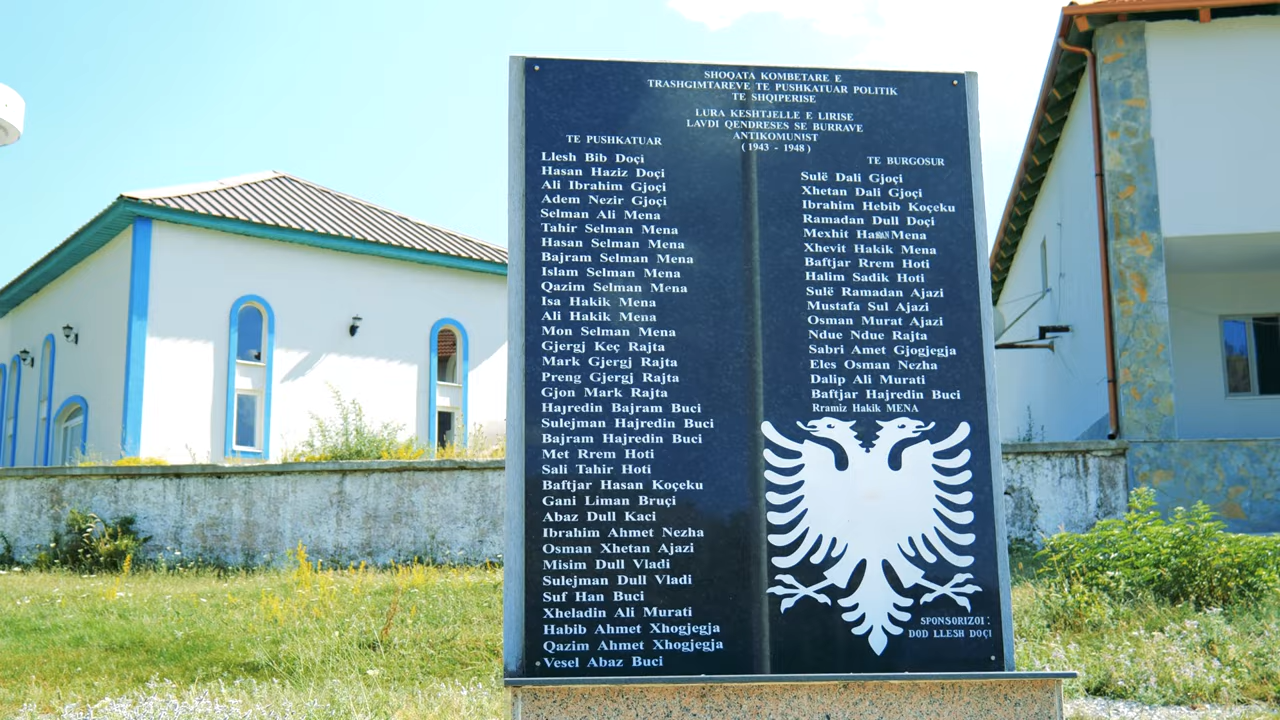 SHOQATA KOMBETARE E
TRASHGIMTAREVE TE PUSHKATUAR POLITIK
TE SHQIPERISE
LURA KESHTJELLE E LIRISE
LAVDI QENDRESES SE BURRAVE
ANTIKOMUNIST
(1943 - 1948)
TE PUSHKATUAR
Llesh Bib Doçi
Hasan Haziz Doçi
Ali Ibrahim Gjoçi
Adem Nezir Gjoçi
Selman Ali Mena
Tahir Selman Mena
Hasan Selman Mena
Bajram Selman Mena
Islam Selman Mena
Qazim Selman Mena
Isa Hakik Mena
Ali Hakik Mena
Mon Selman Mena
Gjergj Keç Rajta
Mark Gjergj Rajta
Preng Gjergj Rajta
Gjon Mark Rajta
Hajredin Bajram Buci
Sulejman Hajredin Buci
Bajram Hajredin Buci
Met Rrem Hoti
Sali Tahir Hoti
Baftjar Hasan Koçeku
Gani Liman Bruçi
Abaz Dull Kaci
Ibrahim Ahmet Nezha
Osman Xhetan Ajazi
Misim Dull Vladi
Sulejman Dull Vladi
Suf Han Buci
Xheladin Ali Murati
Habib Ahmet Xhogjegja
Qazim Ahmet Xhogjegja
Vesel Abaz Buci
TE BURGOSUR
Sulë Dali Gjoçi
Xhetan Dali Gjoçi
Ibrahim Hebib Koçeku
Ramadan Dull Doçi
Mexhit HaSAN Mena
Xhevit Hakik Mena
Baftjar Rrem Hoti
Halim Sadik Hoti
Sulë Ramadan Ajazi
Mustafa Sul Ajazi
Osman Murat Ajazi
Ndue Ndue Rajta
Sabri Amet Gjogjegja
Eles Osman Nezha
Dalip Ali Murati
Baftjar Hajredin Buci
Rramiz Hakik MENA
SPONSORIZOI:
DOD LLESH DOÇI